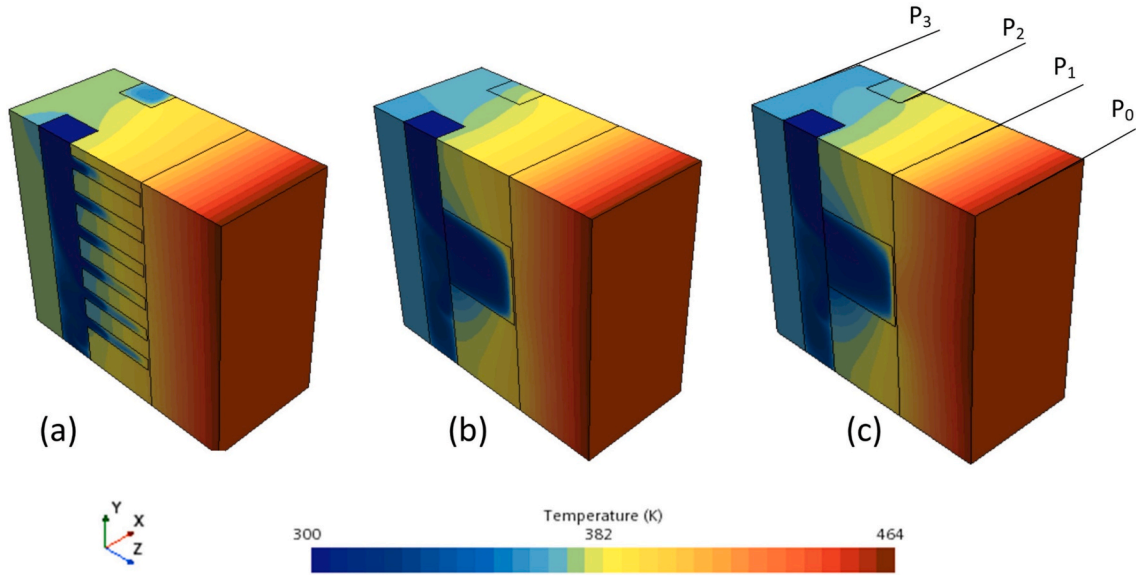 P3
P2
P1
P0
(a)
(b)
(c)
Y
X
Z
Temperature (K)
300
382
464